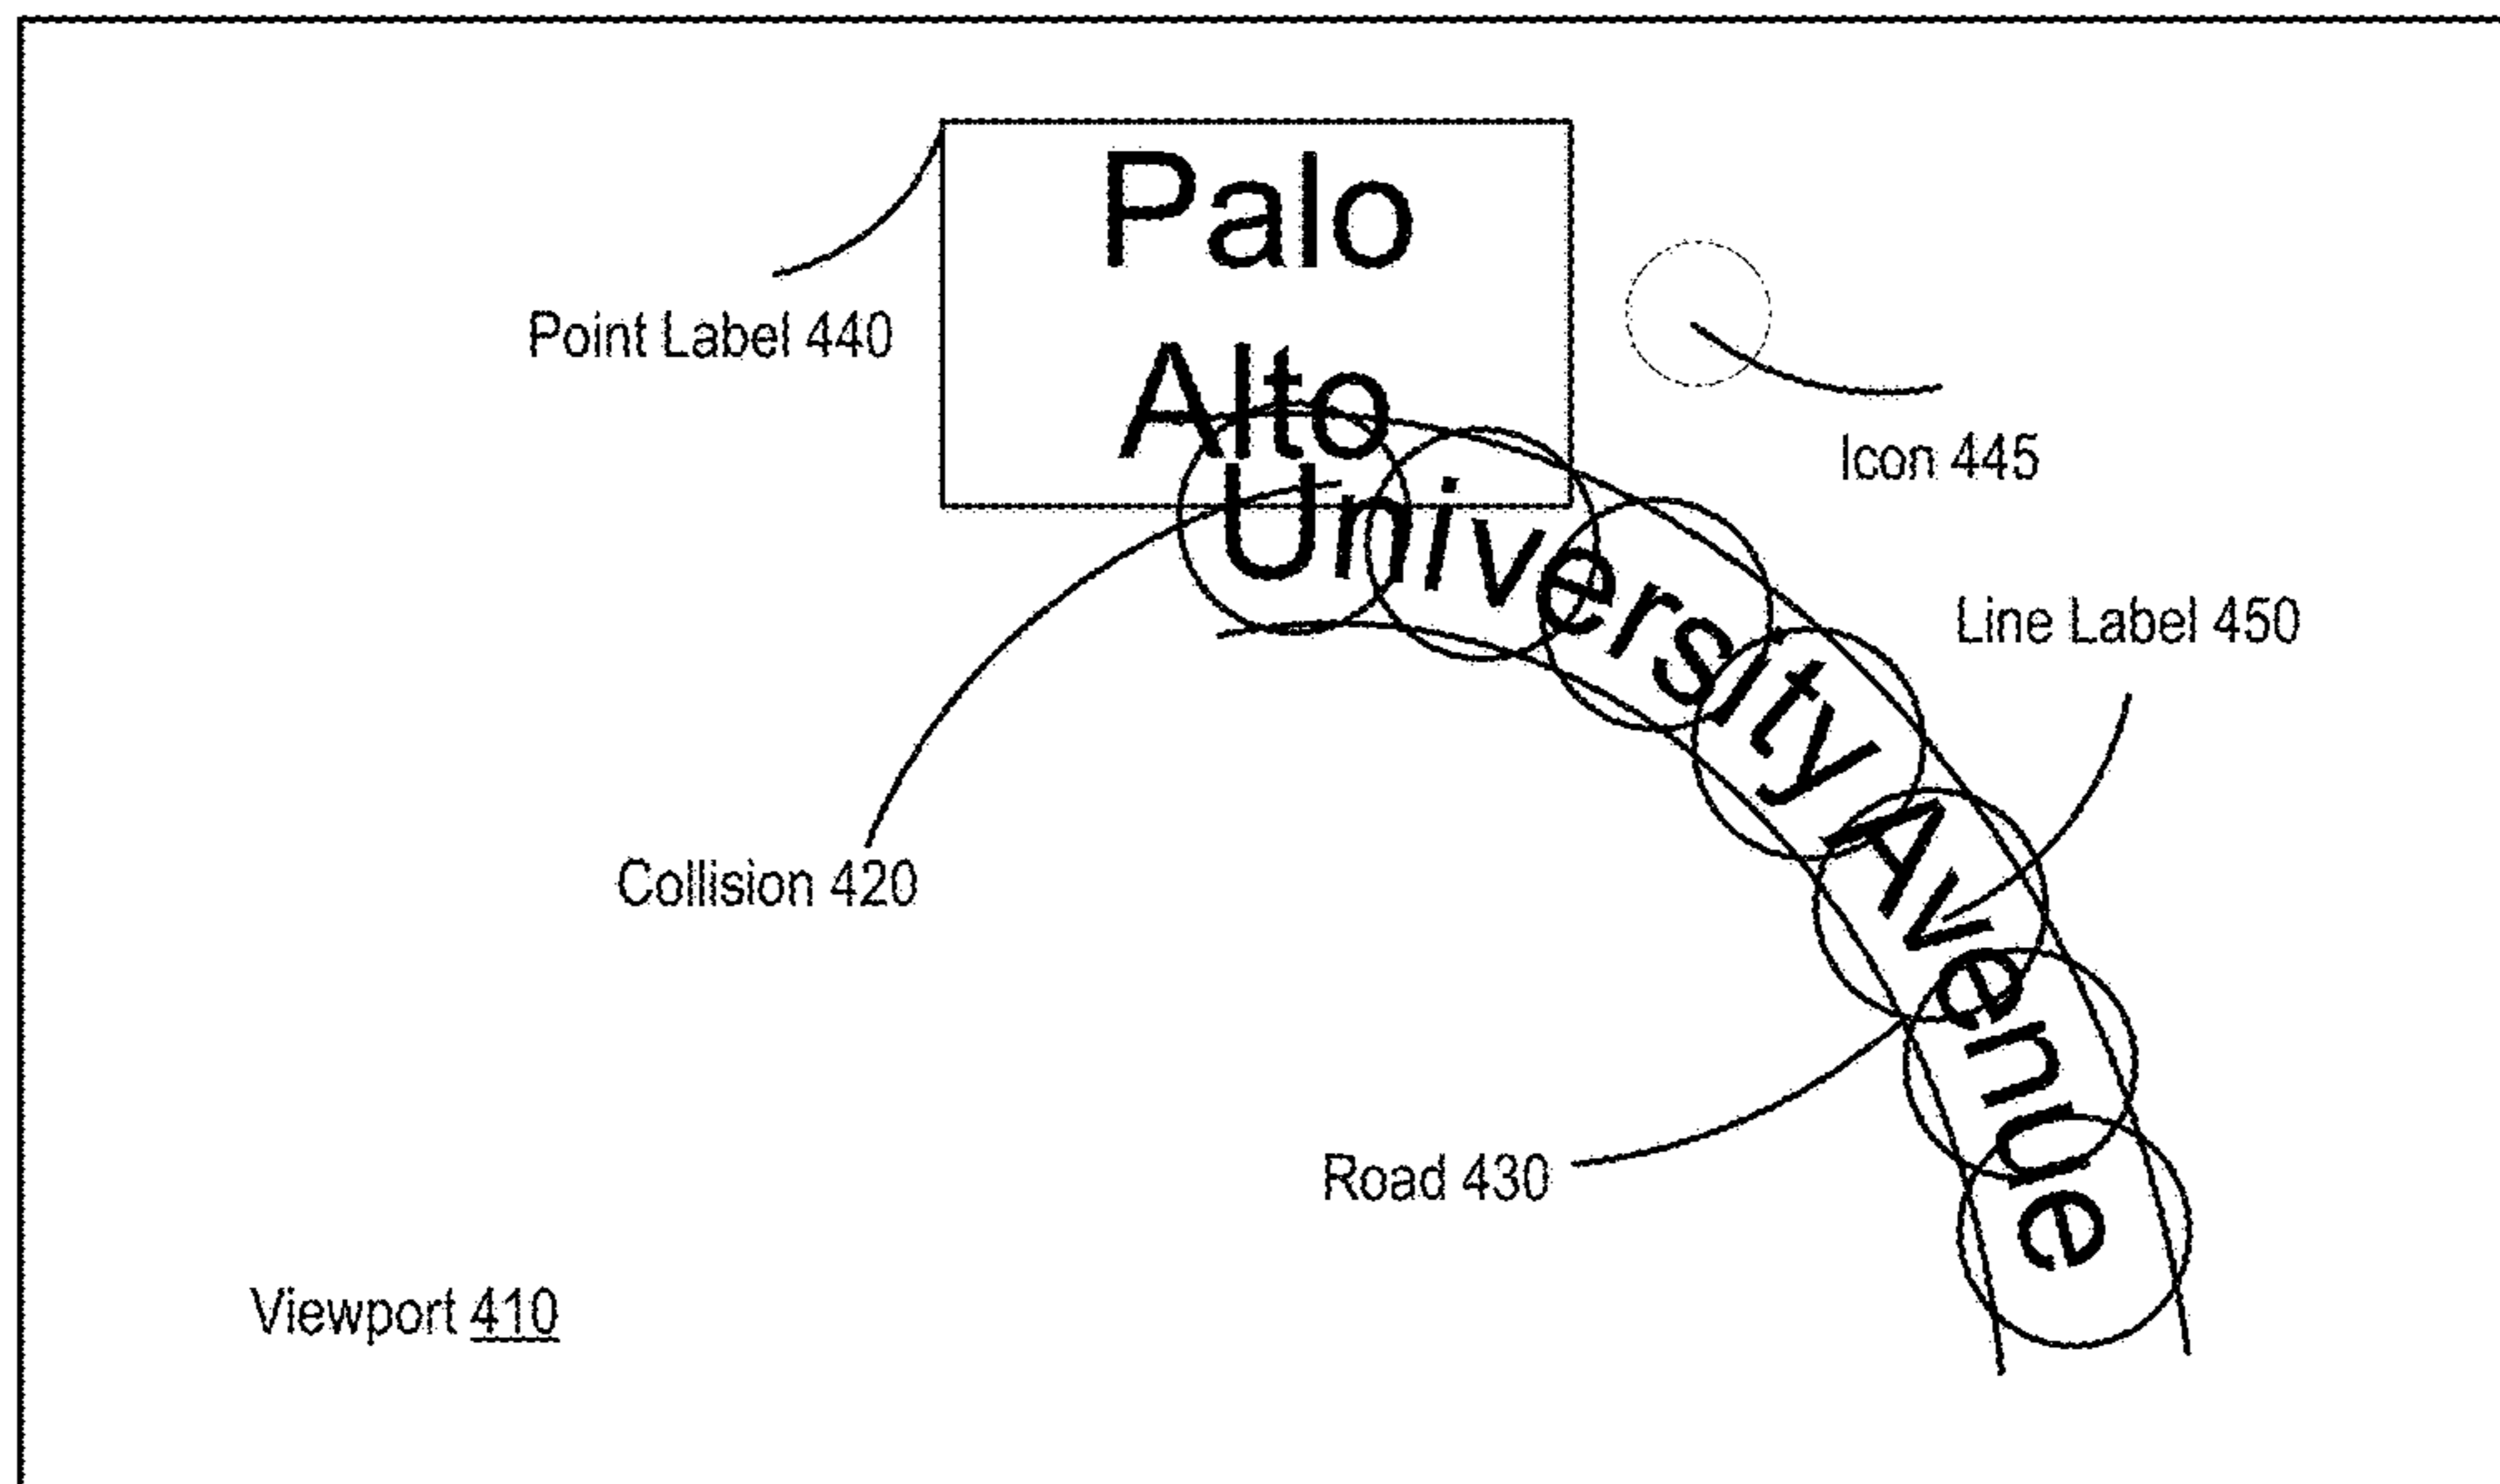 Palo
Alto
Point Label 440
Icon 445
University Avenue
Line Label 450
Collision 420
Road 430
Viewport 410